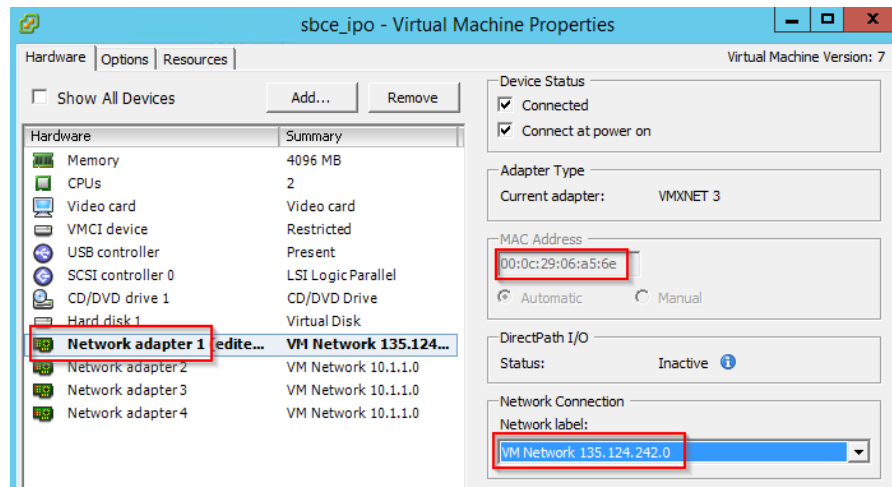 sbce_ipo - Virtual Machine Properties
Hardware Options Resources
Virtual Machine Version: 7
Show All Devices
Add...
Remove
Hardware Summary
Memory 4096 MB
CPUs 2
Video card Video card
VMCI device Restricted
USB controller Present
SCSI controller 0 LSI Logic Parallel
CD/DVD drive 1 CD/DVD Drive
Hard disk 1 Virtual Disk
Network adapter 1 (edite... VM Network 135.124...
Network adapter 2 VM Network 10.1.1.0
Network adapter 3 VM Network 10.1.1.0
Network adapter 4 VM Network 10.1.1.0
Device Status
Connected
Connect at power on
Adapter Type
Current adapter: VMXNET 3
MAC Address
00:0c:29:06:a5:6e
Automatic Manual
DirectPath I/O
Status: Inactive
Network Connection
Network label:
VM Network 135.124.242.0